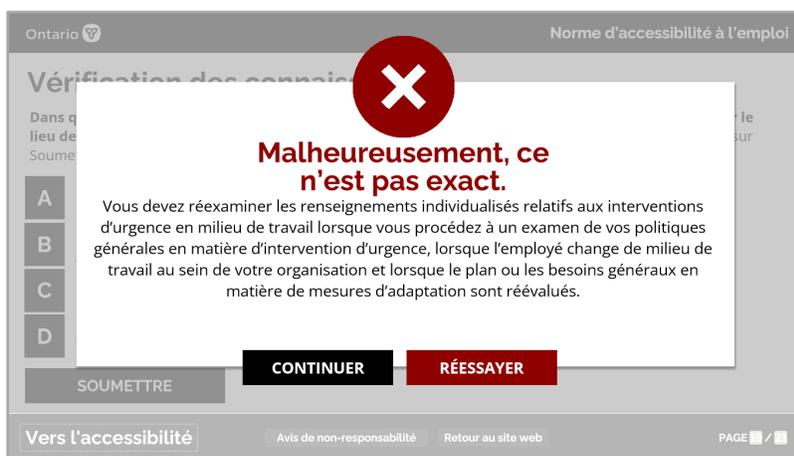 Ontario
Norme d'accessibilité à l'emploi
Vérification des connais
Dans q
r le
lieu de
sur
Soume
Malheureusement, ce
n'est pas exact.
Vous devez réexaminer les renseignements individualisés relatifs aux interventions
d'urgence en milieu de travail lorsque vous procédez à un examen de vos politiques
générales en matière d'intervention d'urgence, lorsque l'employé change de milieu de
travail au sein de votre organisation et lorsque le plan ou les besoins généraux en
matière de mesures d'adaptation sont réévalués.
A
B
C
D
CONTINUER
RÉESSAYER
SOUMETTRE
Vers l'accessibilité
Avis de non-responsabilité
Retour au site web
PAGE 19 / 23